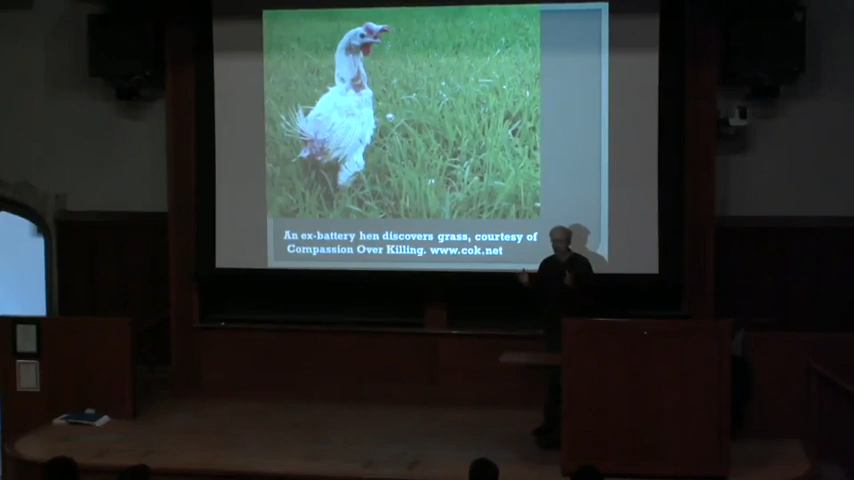 An ex-battery hen discovers grass, courtesy of
Compassion Over Killing. www.cok.net